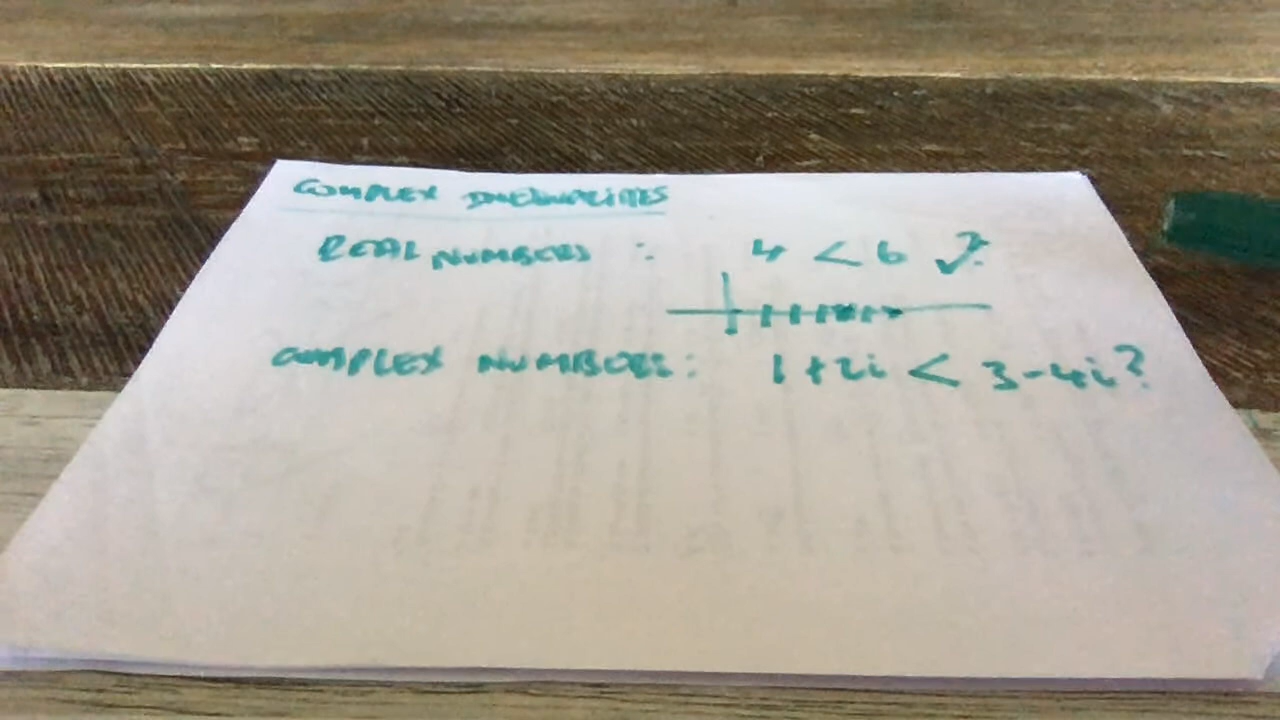 COMPLEX INEQUALITIES
REAL NUMBERS : 4 < 6 ✓?
COMPLEX NUMBERS: 1+2i < 3-4i?